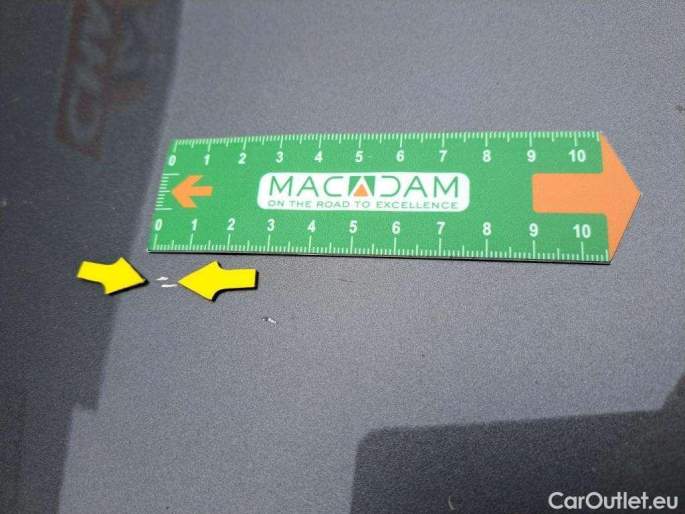 0 1 2 3 4 5 6 7 8 9 10
MACADAM
ON THE ROAD TO EXCELLENCE
0 1 2 3 4 5 6 7 8 9 10
CarOutlet.eu